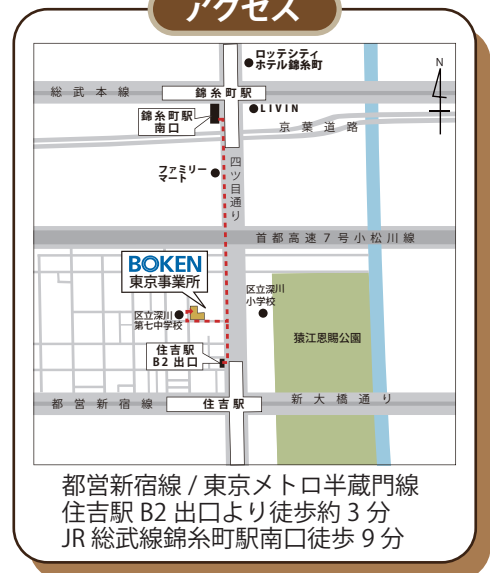 アクセス
ロッテシティ
ホテル錦糸町
N
総武本線
錦糸町駅
LIVIN
錦糸町駅
南口
京葉道路
ファミリー
マート
四ツ目通り
首都高速7号小松川線
BOKEN
東京事業所
区立深川
小学校
区立深川
第七中学校
猿江恩賜公園
住吉駅
B2 出口
都営新宿線
住吉駅
新大橋通り
都営新宿線 / 東京メトロ半蔵門線
住吉駅 B2 出口より徒歩約 3 分
JR 総武線錦糸町駅南口徒歩 9 分